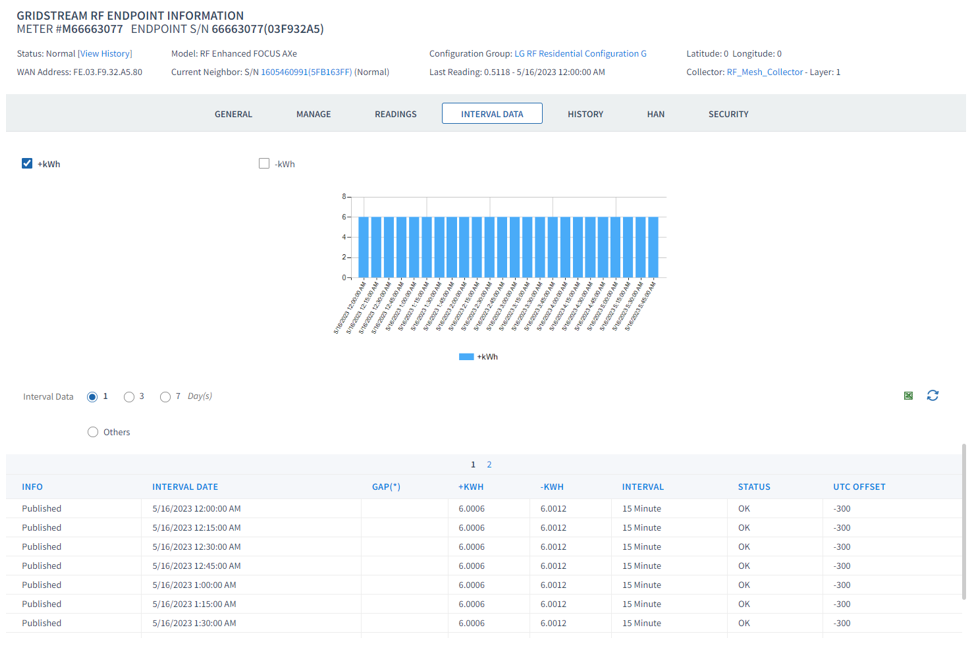 GRIDSTREAM RF ENDPOINT INFORMATION
METER #M66663077 ENDPOINT S/N 66663077(03F932A5)
Status: Normal [View History] Model: RF Enhanced FOCUS AXe Configuration Group: LG RF Residential Configuration G Latitude: 0 Longitude: 0
WAN Address: FE.03.F9.32.A5.80 Current Neighbor: S/N 1605460991(5FB163FF) (Normal) Last Reading: 0.5118 - 5/16/2023 12:00:00 AM Collector: RF_Mesh_Collector - Layer: 1
GENERAL MANAGE READINGS INTERVAL DATA HISTORY HAN SECURITY
+kWh -kWh
8
6
4
2
0
5/16/2023 12:00:00 AM
5/16/2023 12:15:00 AM
5/16/2023 12:30:00 AM
5/16/2023 12:45:00 AM
5/16/2023 1:00:00 AM
5/16/2023 1:15:00 AM
5/16/2023 1:30:00 AM
5/16/2023 1:45:00 AM
5/16/2023 2:00:00 AM
5/16/2023 2:15:00 AM
5/16/2023 2:30:00 AM
5/16/2023 2:45:00 AM
5/16/2023 3:00:00 AM
5/16/2023 3:15:00 AM
5/16/2023 3:30:00 AM
5/16/2023 3:45:00 AM
5/16/2023 4:00:00 AM
5/16/2023 4:15:00 AM
5/16/2023 4:30:00 AM
5/16/2023 4:45:00 AM
5/16/2023 5:00:00 AM
5/16/2023 5:15:00 AM
5/16/2023 5:30:00 AM
5/16/2023 5:45:00 AM
+kWh
Interval Data 1 3 7 Day(s)
Others
1 2
INFO INTERVAL DATE GAP(*) +KWH -KWH INTERVAL STATUS UTC OFFSET
Published 5/16/2023 12:00:00 AM 6.0006 6.0012 15 Minute OK -300
Published 5/16/2023 12:15:00 AM 6.0006 6.0012 15 Minute OK -300
Published 5/16/2023 12:30:00 AM 6.0006 6.0012 15 Minute OK -300
Published 5/16/2023 12:45:00 AM 6.0006 6.0012 15 Minute OK -300
Published 5/16/2023 1:00:00 AM 6.0006 6.0012 15 Minute OK -300
Published 5/16/2023 1:15:00 AM 6.0006 6.0012 15 Minute OK -300
Published 5/16/2023 1:30:00 AM 6.0006 6.0012 15 Minute OK -300